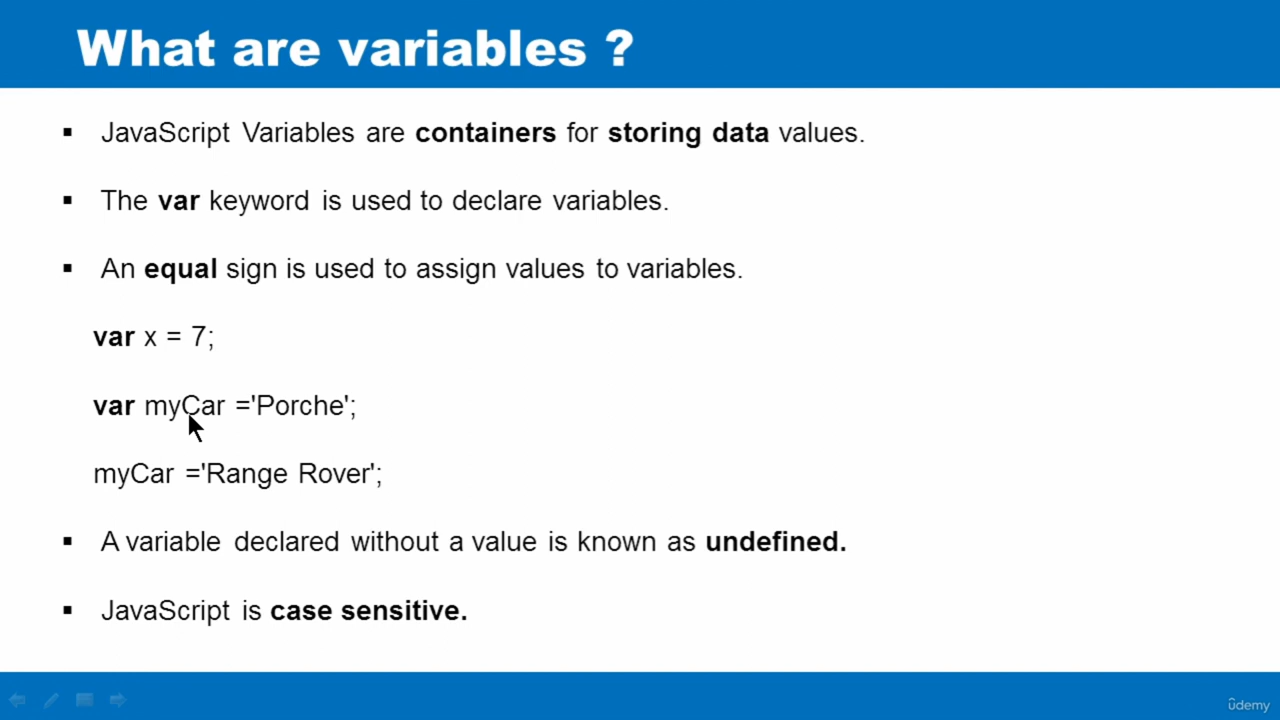 What are variables ?
▪ JavaScript Variables are containers for storing data values.
▪ The var keyword is used to declare variables.
▪ An equal sign is used to assign values to variables.
var x = 7;
var myCar ='Porche';
myCar ='Range Rover';
▪ A variable declared without a value is known as undefined.
▪ JavaScript is case sensitive.
ûdemy